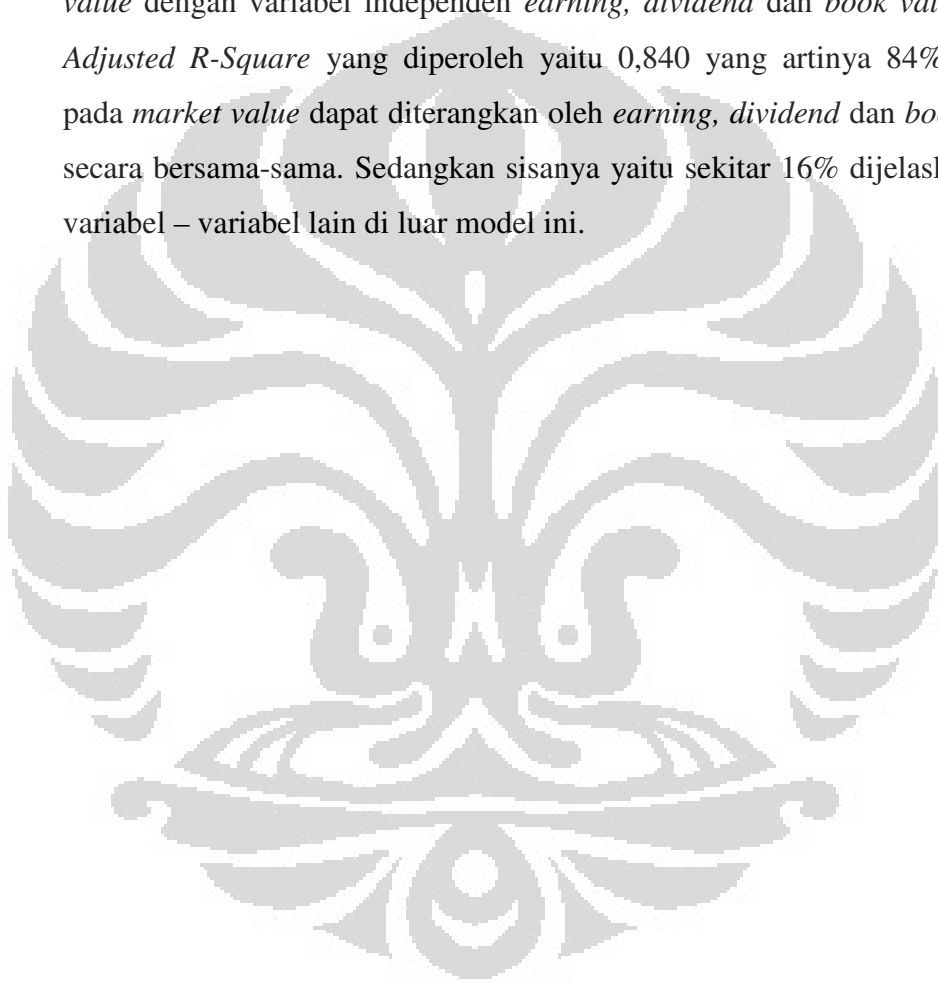 value dengan variabel independen earning, dividend dan book
Adjusted R-Square yang diperoleh yaitu 0,840 yang artinya 84%
pada market value dapat diterangkan oleh earning, dividend dan
secara bersama-sama. Sedangkan sisanya yaitu sekitar 16%
variabel – variabel lain di luar model ini.